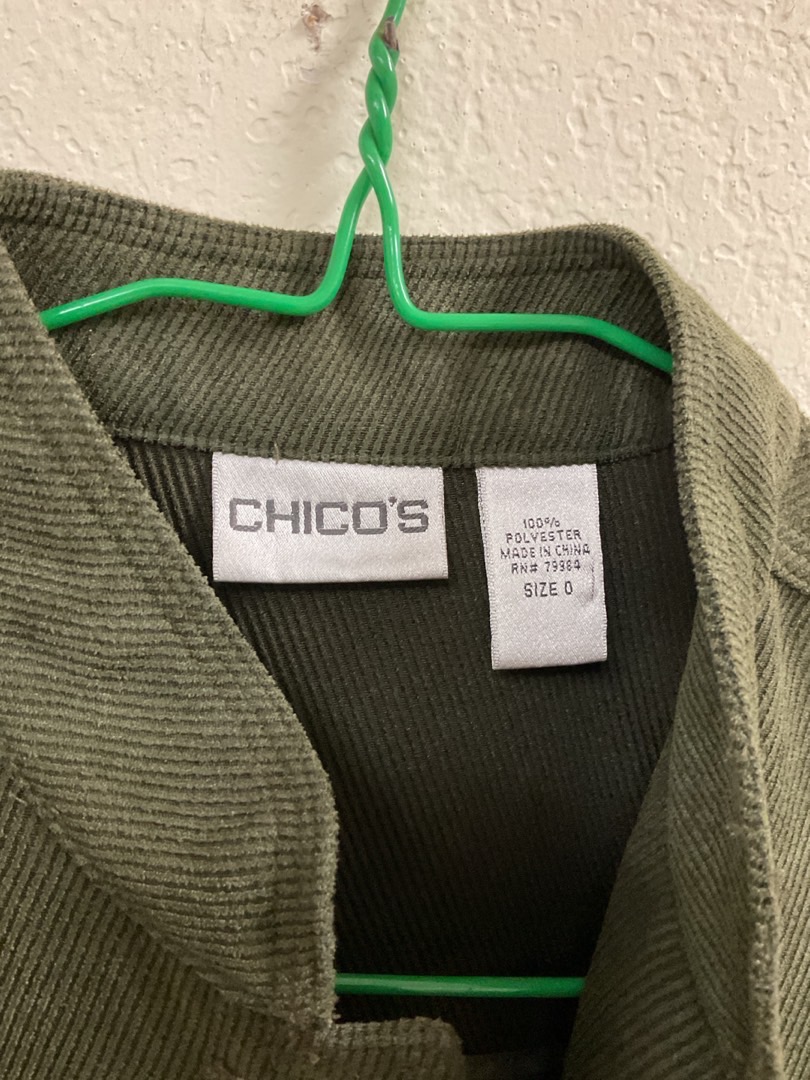 CHICO'S
100%
POLYESTER
MADE IN CHINA
RN# 79984
SIZE 0